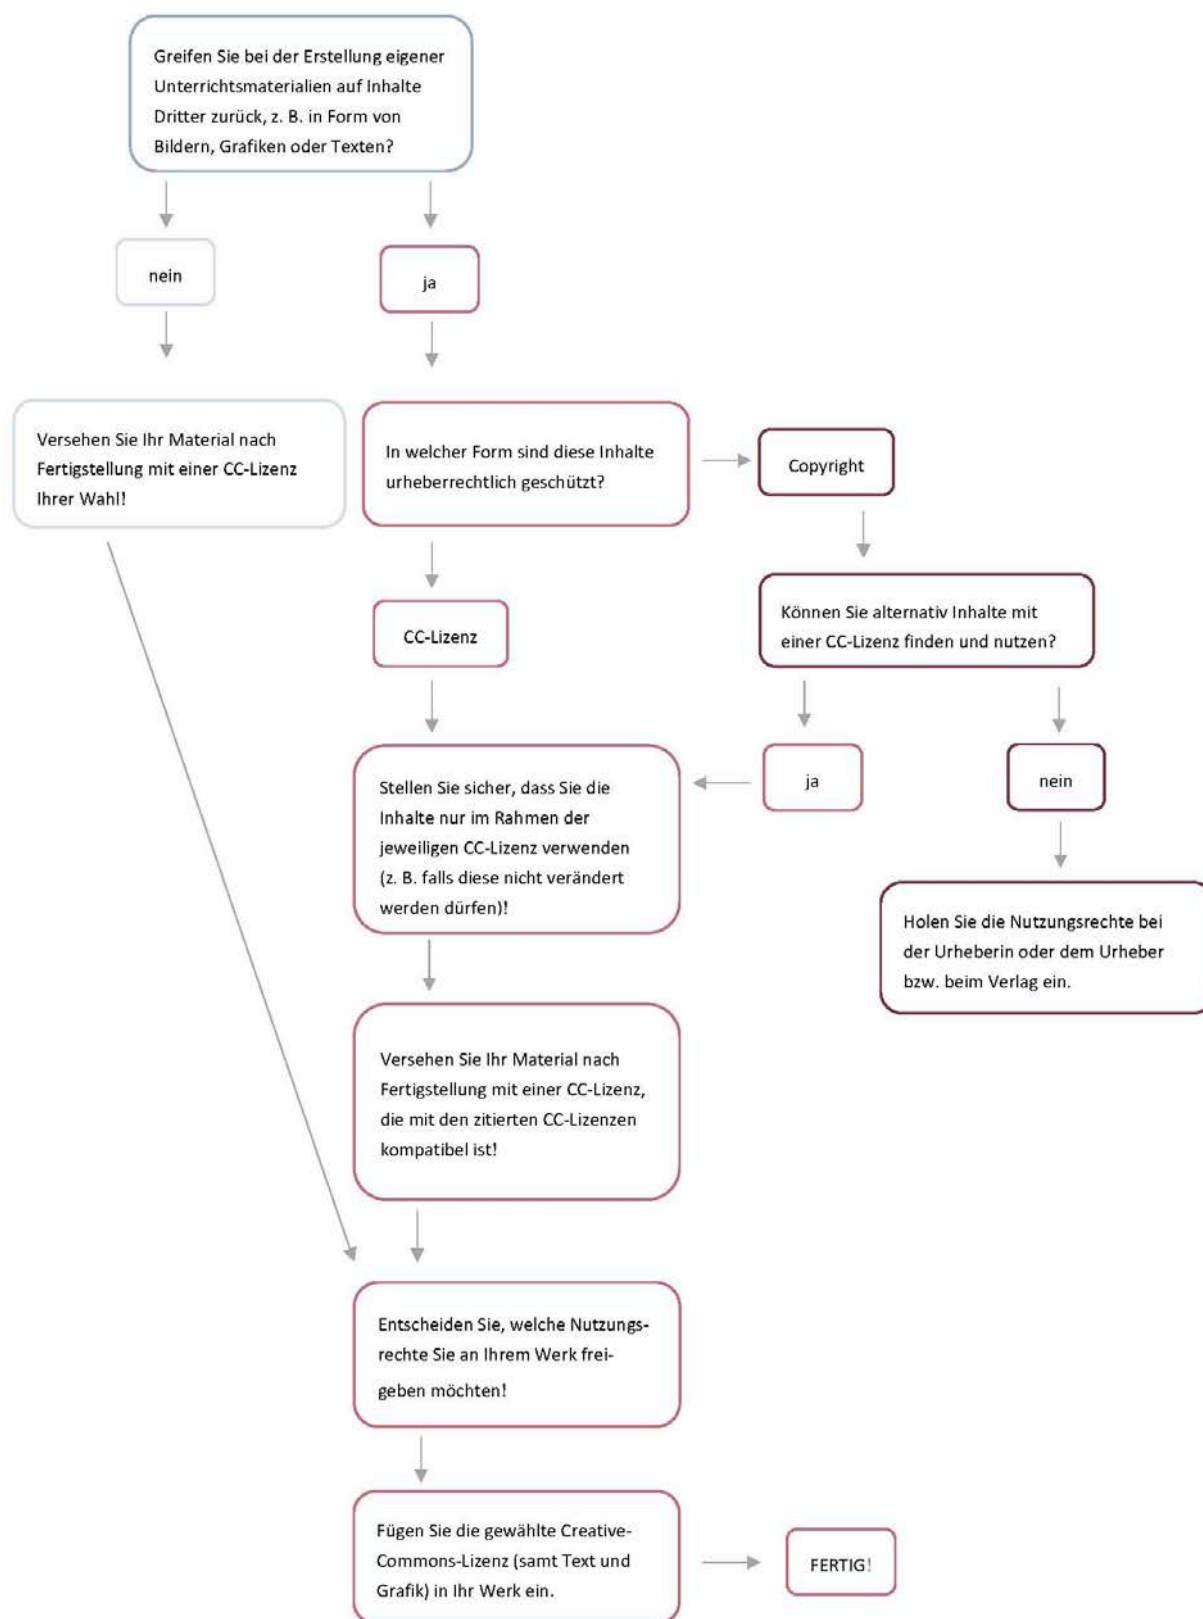 Greifen Sie bei der Erstellung eigener
Unterrichtsmaterialien auf Inhalte
Dritter zurück, z. B. in Form von
Bildern, Grafiken oder Texten?
nein
ja
Versehen Sie Ihr Material nach
Fertigstellung mit einer CC-Lizenz
Ihrer Wahl!
In welcher Form sind diese Inhalte
urheberrechtlich geschützt?
Copyright
CC-Lizenz
Können Sie alternativ Inhalte mit
einer CC-Lizenz finden und nutzen?
ja
nein
Stellen Sie sicher, dass Sie die
Inhalte nur im Rahmen der
jeweiligen CC-Lizenz verwenden
(z. B. falls diese nicht verändert
werden dürfen)!
Holen Sie die Nutzungsrechte bei
der Urheberin oder dem Urheber
bzw. beim Verlag ein.
Versehen Sie Ihr Material nach
Fertigstellung mit einer CC-Lizenz,
die mit den zitierten CC-Lizenzen
kompatibel ist!
Entscheiden Sie, welche Nutzungs-
rechte Sie an Ihrem Werk frei-
geben möchten!
Fügen Sie die gewählte Creative-
Commons-Lizenz (samt Text und
Grafik) in Ihr Werk ein.
FERTIG!